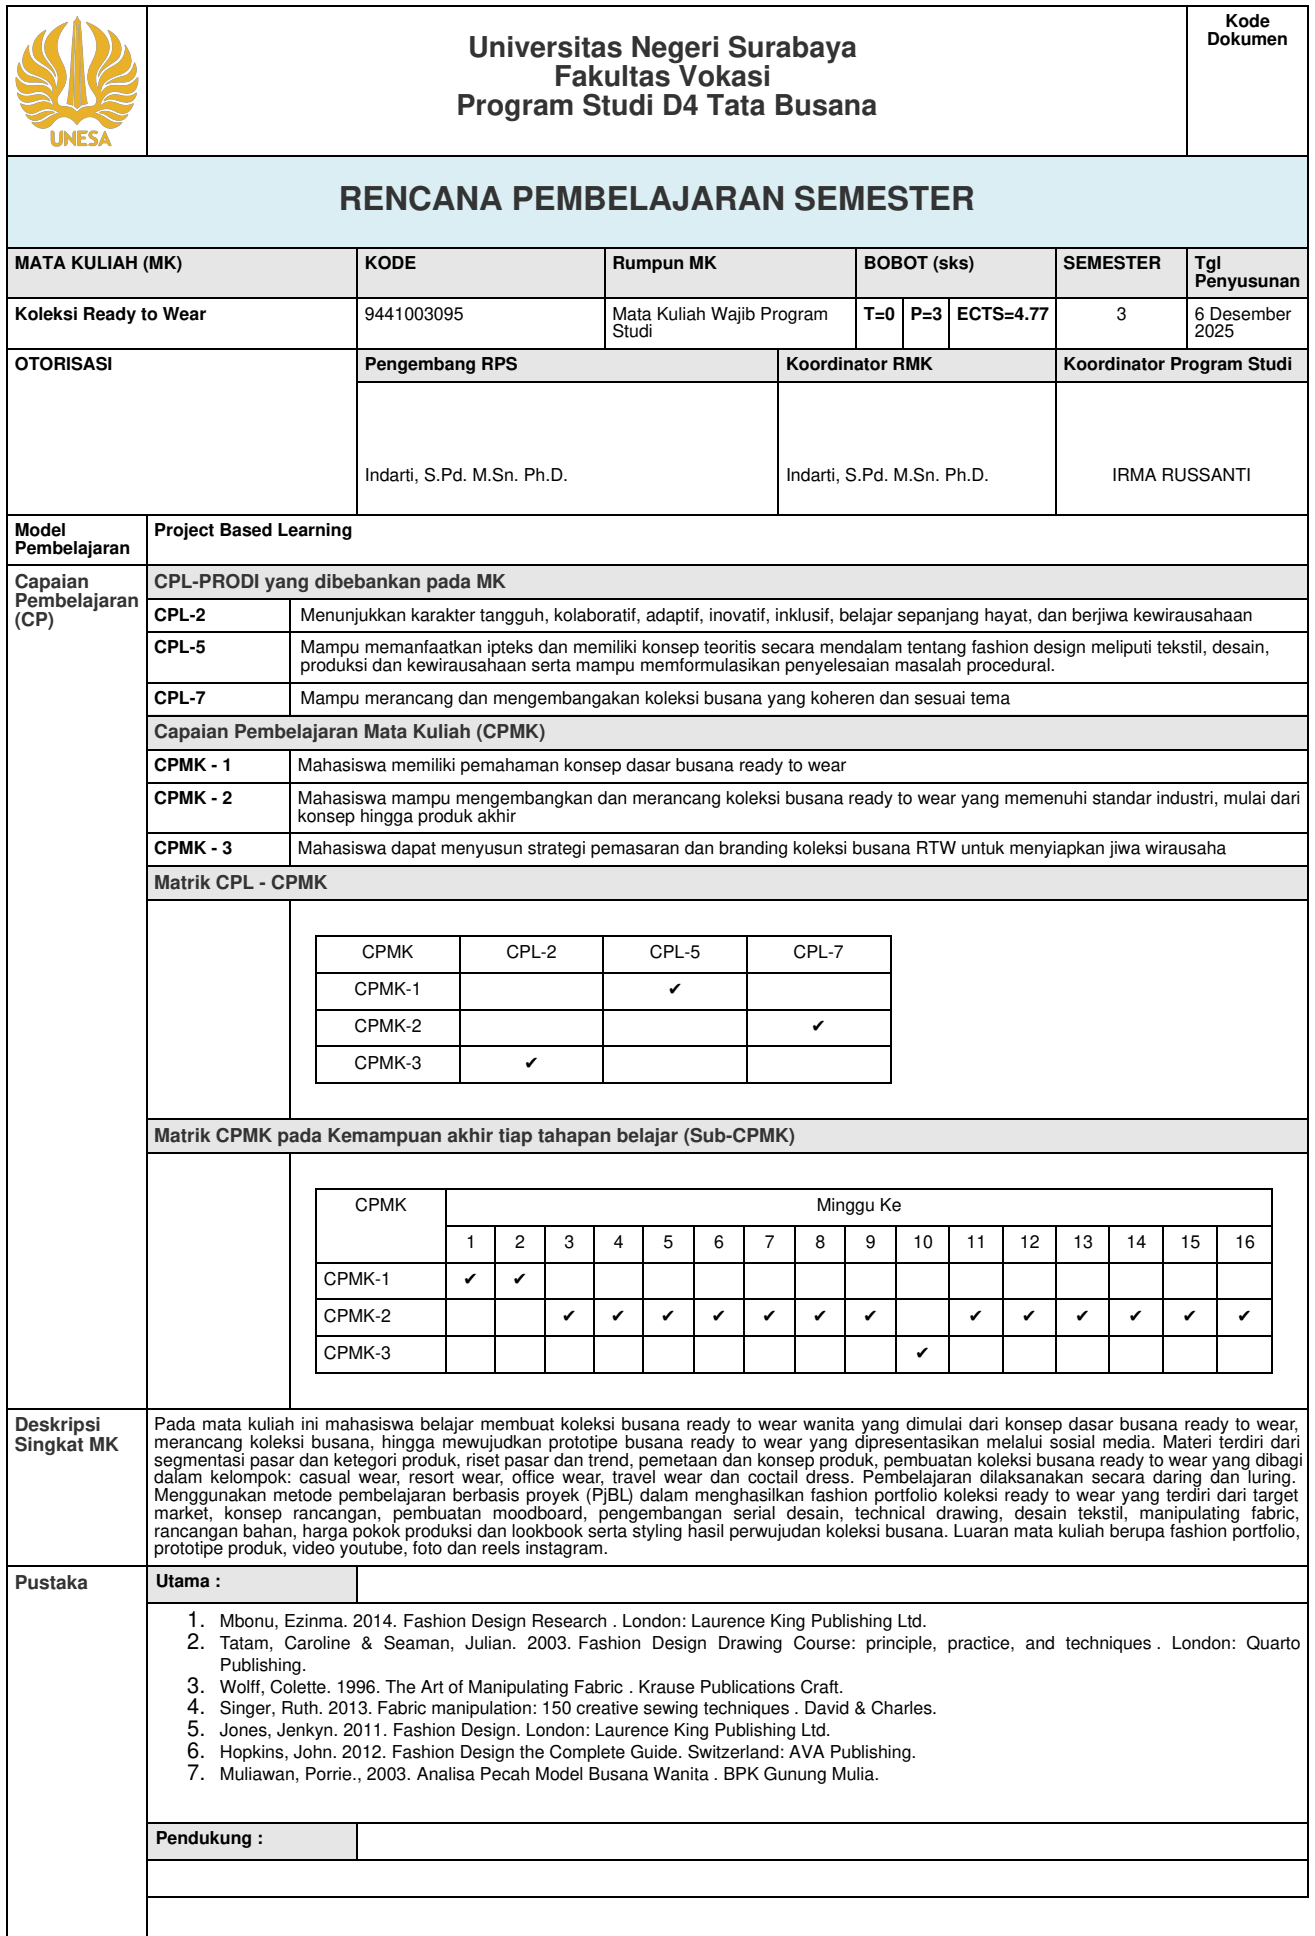 UNESA
Universitas Negeri Surabaya
Fakultas Vokasi
Program Studi D4 Tata Busana
Kode
Dokumen
RENCANA PEMBELAJARAN SEMESTER
MATA KULIAH (MK) KODE Rumpun MK BOBOT (sks) SEMESTER Tgl
Penyusunan
Koleksi Ready to Wear 9441003095 Mata Kuliah Wajib Program
Studi
T=0 P=3 ECTS=4.77 3 6 Desember
2025
OTORISASI Pengembang RPS Koordinator RMK Koordinator Program Studi
Indarti, S.Pd. M.Sn. Ph.D. Indarti, S.Pd. M.Sn. Ph.D. IRMA RUSSANTI
Model
Pembelajaran
Project Based Learning
Capaian
Pembelajaran
(CP)
CPL-PRODI yang dibebankan pada MK
CPL-2 Menunjukkan karakter tangguh, kolaboratif, adaptif, inovatif, inklusif, belajar sepanjang hayat, dan berjiwa kewirausahaan
CPL-5 Mampu memanfaatkan ipteks dan memiliki konsep teoritis secara mendalam tentang fashion design meliputi tekstil, desain,
produksi dan kewirausahaan serta mampu memformulasikan penyelesaian masalah procedural.
CPL-7 Mampu merancang dan mengembangakan koleksi busana yang koheren dan sesuai tema
Capaian Pembelajaran Mata Kuliah (CPMK)
CPMK - 1 Mahasiswa memiliki pemahaman konsep dasar busana ready to wear
CPMK - 2 Mahasiswa mampu mengembangkan dan merancang koleksi busana ready to wear yang memenuhi standar industri, mulai dari
konsep hingga produk akhir
CPMK - 3 Mahasiswa dapat menyusun strategi pemasaran dan branding koleksi busana RTW untuk menyiapkan jiwa wirausaha
Matrik CPL - CPMK
CPMK CPL-2 CPL-5 CPL-7
CPMK-1 ✔
CPMK-2 ✔
CPMK-3 ✔
Matrik CPMK pada Kemampuan akhir tiap tahapan belajar (Sub-CPMK)
CPMK Minggu Ke
1 2 3 4 5 6 7 8 9 10 11 12 13 14 15 16
CPMK-1 ✔ ✔
CPMK-2 ✔ ✔ ✔ ✔ ✔ ✔ ✔ ✔ ✔ ✔ ✔ ✔ ✔
CPMK-3 ✔
Deskripsi
Singkat MK
Pada mata kuliah ini mahasiswa belajar membuat koleksi busana ready to wear wanita yang dimulai dari konsep dasar busana ready to wear,
merancang koleksi busana, hingga mewujudkan prototipe busana ready to wear yang dipresentasikan melalui sosial media. Materi terdiri dari
segmentasi pasar dan ketegori produk, riset pasar dan trend, pemetaan dan konsep produk, pembuatan koleksi busana ready to wear yang dibagi
dalam kelompok: casual wear, resort wear, office wear, travel wear dan coctail dress. Pembelajaran dilaksanakan secara daring dan luring.
Menggunakan metode pembelajaran berbasis proyek (PjBL) dalam menghasilkan fashion portfolio koleksi ready to wear yang terdiri dari target
market, konsep rancangan, pembuatan moodboard, pengembangan serial desain, technical drawing, desain tekstil, manipulating fabric,
rancangan bahan, harga pokok produksi dan lookbook serta styling hasil perwujudan koleksi busana. Luaran mata kuliah berupa fashion portfolio,
prototipe produk, video youtube, foto dan reels instagram.
Pustaka
Utama :
1. Mbonu, Ezinma. 2014. Fashion Design Research . London: Laurence King Publishing Ltd.
2. Tatam, Caroline & Seaman, Julian. 2003. Fashion Design Drawing Course: principle, practice, and techniques . London: Quarto
Publishing.
3. Wolff, Colette. 1996. The Art of Manipulating Fabric . Krause Publications Craft.
4. Singer, Ruth. 2013. Fabric manipulation: 150 creative sewing techniques . David & Charles.
5. Jones, Jenkyn. 2011. Fashion Design. London: Laurence King Publishing Ltd.
6. Hopkins, John. 2012. Fashion Design the Complete Guide. Switzerland: AVA Publishing.
7. Muliawan, Porrie., 2003. Analisa Pecah Model Busana Wanita . BPK Gunung Mulia.
Pendukung :